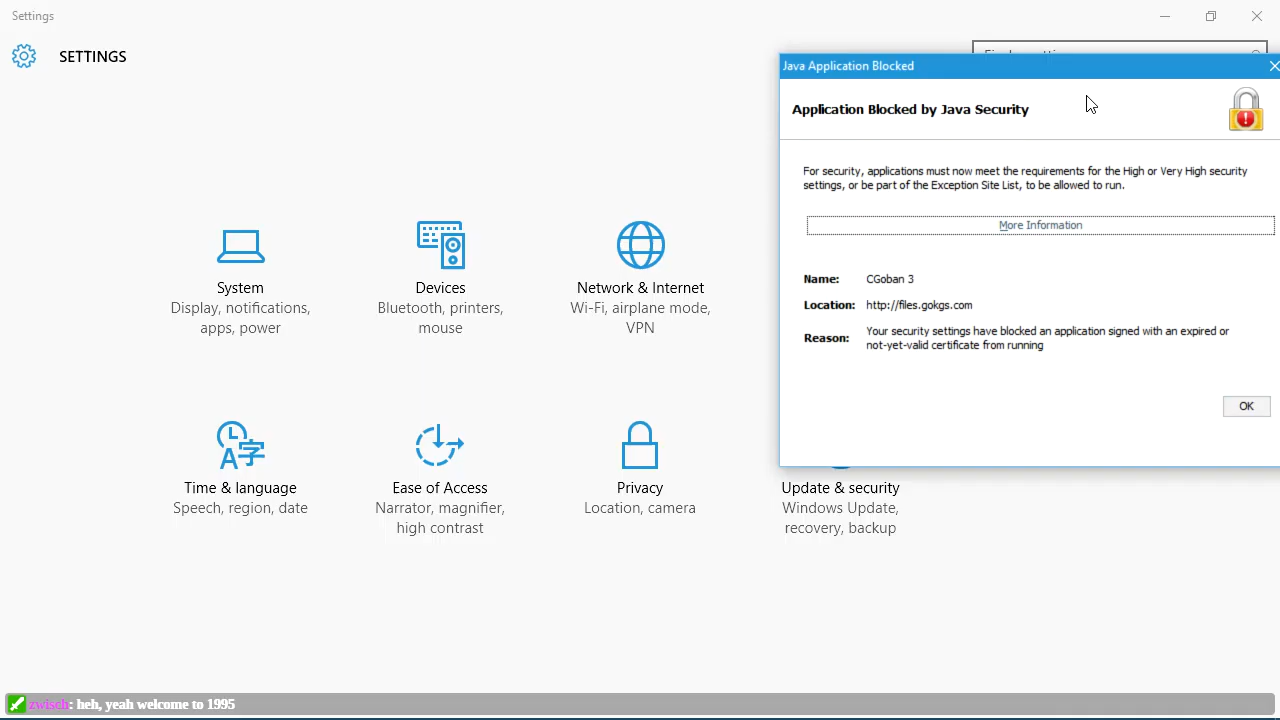 Settings
SETTINGS
Java Application Blocked
Application Blocked by Java Security
For security, applications must now meet the requirements for the High or Very High security
settings, or be part of the Exception Site List, to be allowed to run.
More Information
Name: CGoban 3
Location: http://files.gokgs.com
Reason: Your security settings have blocked an application signed with an expired or
not-yet-valid certificate from running
OK
System
Display, notifications,
apps, power
Devices
Bluetooth, printers,
mouse
Network & Internet
Wi-Fi, airplane mode,
VPN
Time & language
Speech, region, date
Ease of Access
Narrator, magnifier,
high contrast
Privacy
Location, camera
Update & security
Windows Update,
recovery, backup
zwisch: heh, yeah welcome to 1995